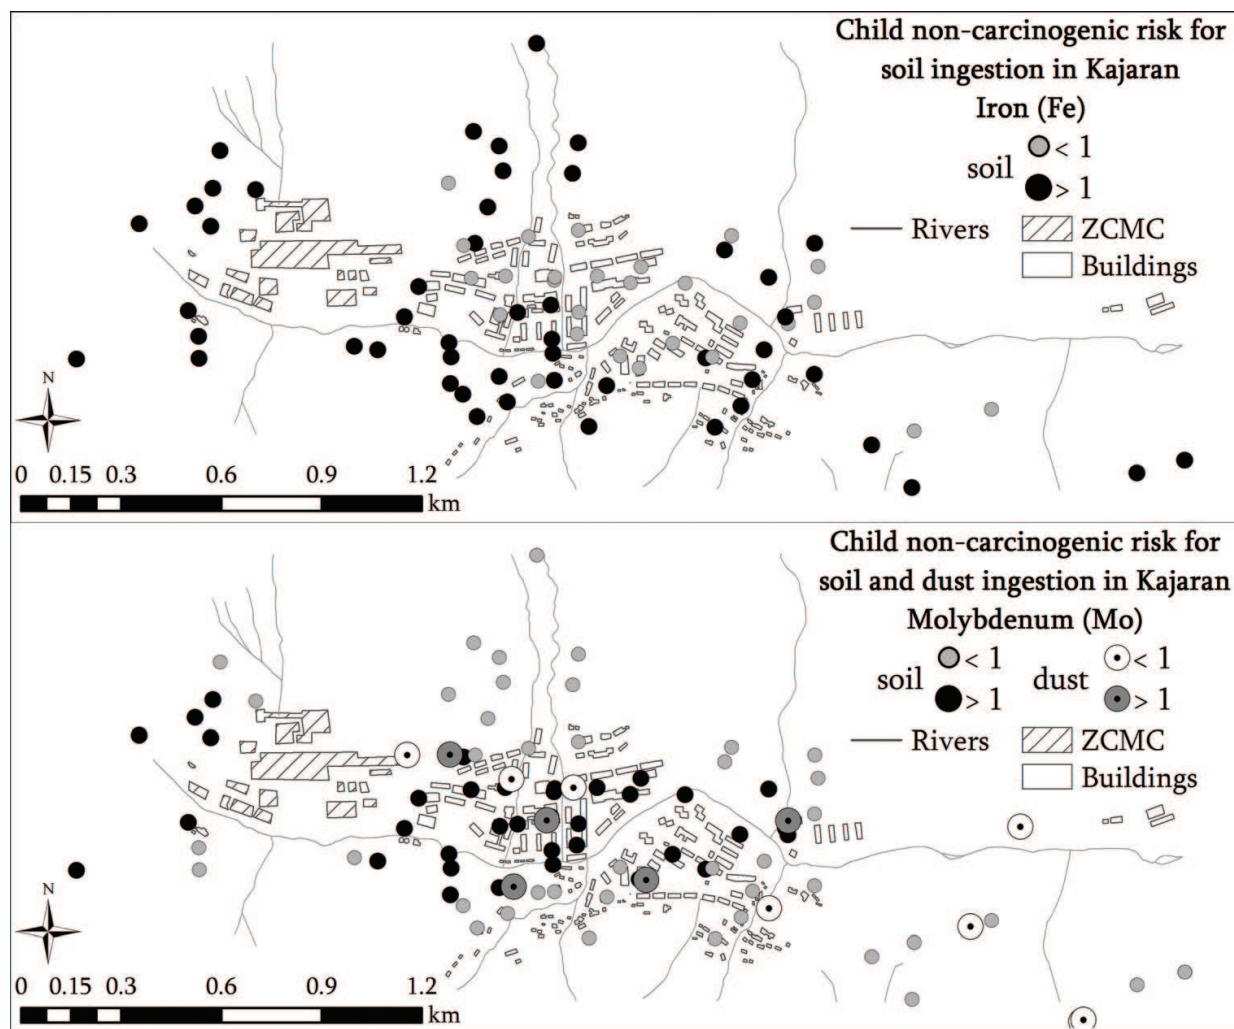 Child non-carcinogenic risk for
soil ingestion in Kajaran
Iron (Fe)
soil
< 1
> 1
Rivers
ZCMC
Buildings
N
0 0.15 0.3 0.6 0.9 1.2
km
Child non-carcinogenic risk for
soil and dust ingestion in Kajaran
Molybdenum (Mo)
soil
< 1
> 1
dust
< 1
> 1
Rivers
ZCMC
Buildings
N
0 0.15 0.3 0.6 0.9 1.2
km